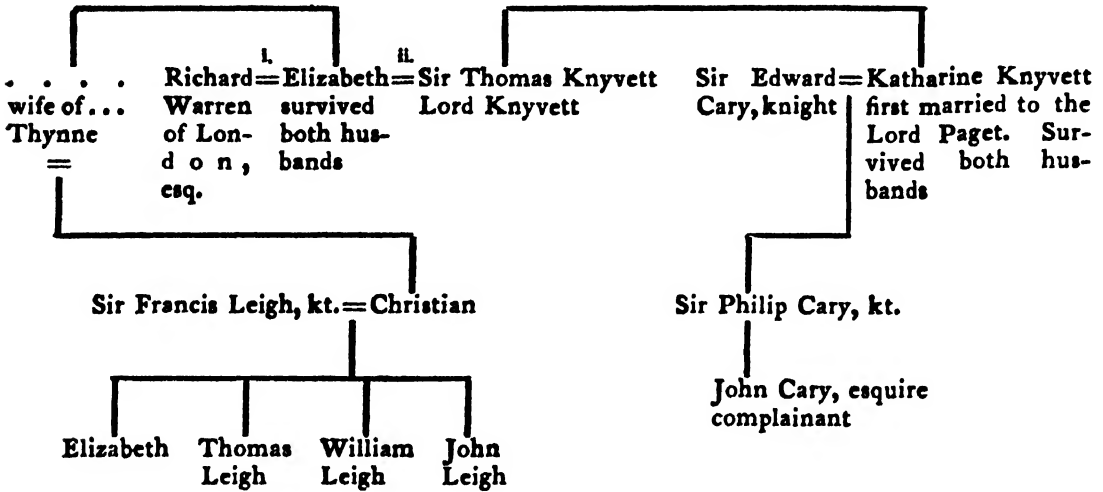 i. ii.
. . . . Richard=Elizabeth=Sir Thomas Knyvett Sir Edward=Katharine Knyvett
wife of... Warren survived Lord Knyvett Cary, knight first married to the
Thynne of Lon- both hus- Lord Paget. Sur-
= d o n, bands vived both hus-
esq. bands
Sir Francis Leigh, kt.=Christian Sir Philip Cary, kt.
John Cary, esquire
complainant
Elizabeth Thomas William John
Leigh Leigh Leigh